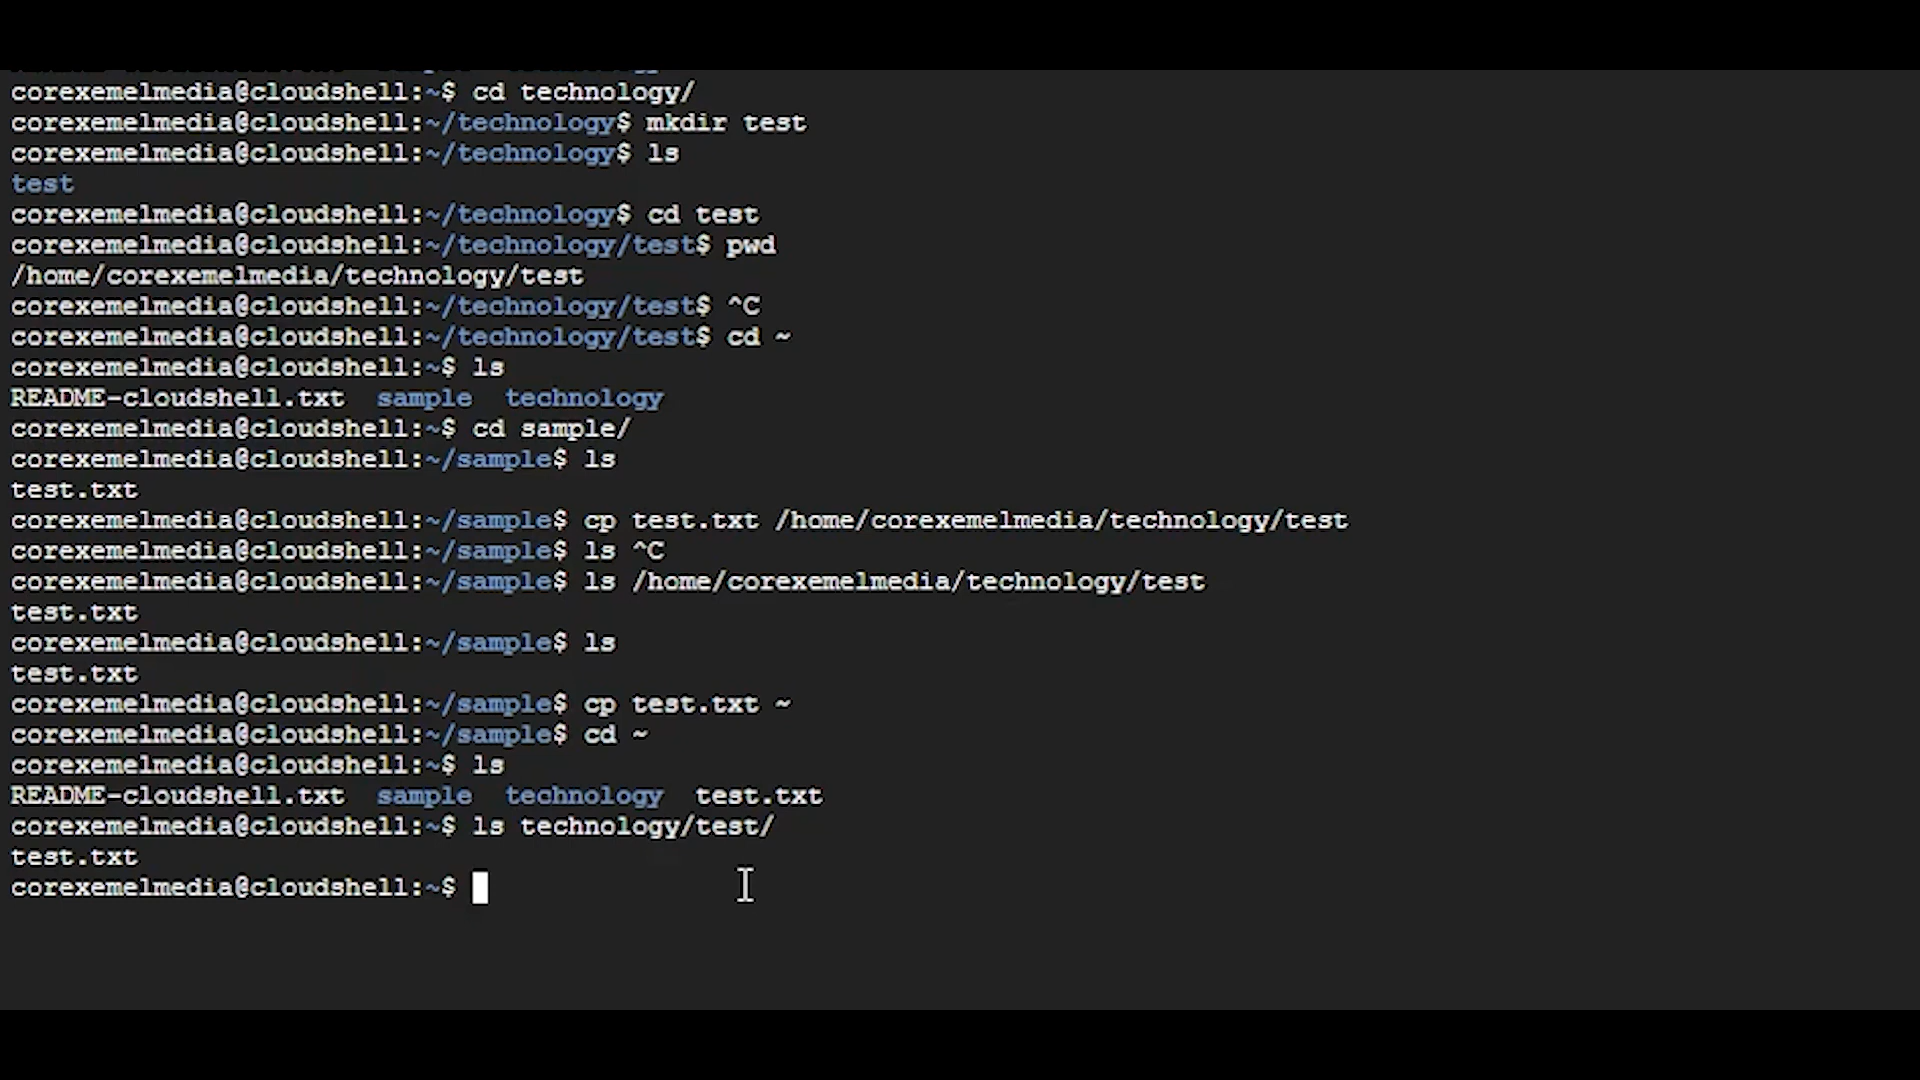 corexemelmedia@cloudshell:~$ cd technology/
corexemelmedia@cloudshell:~/technology$ mkdir test
corexemelmedia@cloudshell:~/technology$ ls
test
corexemelmedia@cloudshell:~/technology$ cd test
corexemelmedia@cloudshell:~/technology/test$ pwd
/home/corexemelmedia/technology/test
corexemelmedia@cloudshell:~/technology/test$ ^C
corexemelmedia@cloudshell:~/technology/test$ cd ~
corexemelmedia@cloudshell:~$ ls
README-cloudshell.txt  sample  technology
corexemelmedia@cloudshell:~$ cd sample/
corexemelmedia@cloudshell:~/sample$ ls
test.txt
corexemelmedia@cloudshell:~/sample$ cp test.txt /home/corexemelmedia/technology/test
corexemelmedia@cloudshell:~/sample$ ls ^C
corexemelmedia@cloudshell:~/sample$ ls /home/corexemelmedia/technology/test
test.txt
corexemelmedia@cloudshell:~/sample$ ls
test.txt
corexemelmedia@cloudshell:~/sample$ cp test.txt ~
corexemelmedia@cloudshell:~/sample$ cd ~
corexemelmedia@cloudshell:~$ ls
README-cloudshell.txt  sample  technology  test.txt
corexemelmedia@cloudshell:~$ ls technology/test/
test.txt
corexemelmedia@cloudshell:~$